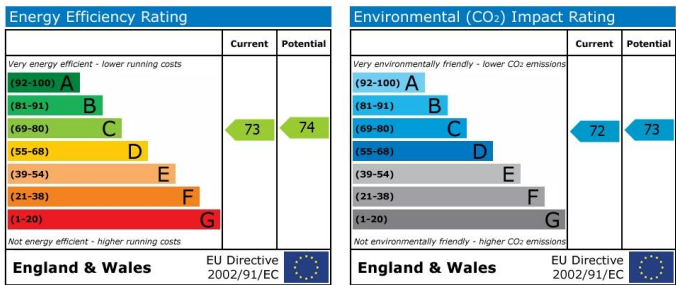 Energy Efficiency Rating
Current Potential
Very energy efficient - lower running costs
(92-100) A
(81-91) B
(69-80) C
73 74
(55-68) D
(39-54) E
(21-38) F
(1-20) G
Not energy efficient - higher running costs
England & Wales
EU Directive
2002/91/EC
Environmental (CO₂) Impact Rating
Current Potential
Very environmentally friendly - lower CO₂ emissions
(92-100) A
(81-91) B
(69-80) C
72 73
(55-68) D
(39-54) E
(21-38) F
(1-20) G
Not environmentally friendly - higher CO₂ emissions
England & Wales
EU Directive
2002/91/EC